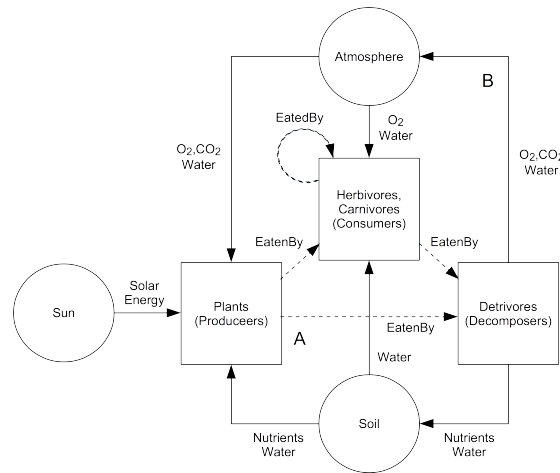 Atmosphere
B
EatedBy
O2
Water
O2,CO2
Water
O2,CO2
Water
Herbivores,
Carnivores
(Consumers)
EatenBy
EatenBy
Solar
Energy
Sun
Plants
(Produceers)
Detrivores
(Decomposers)
EatenBy
A
Water
Soil
Nutrients
Water
Nutrients
Water